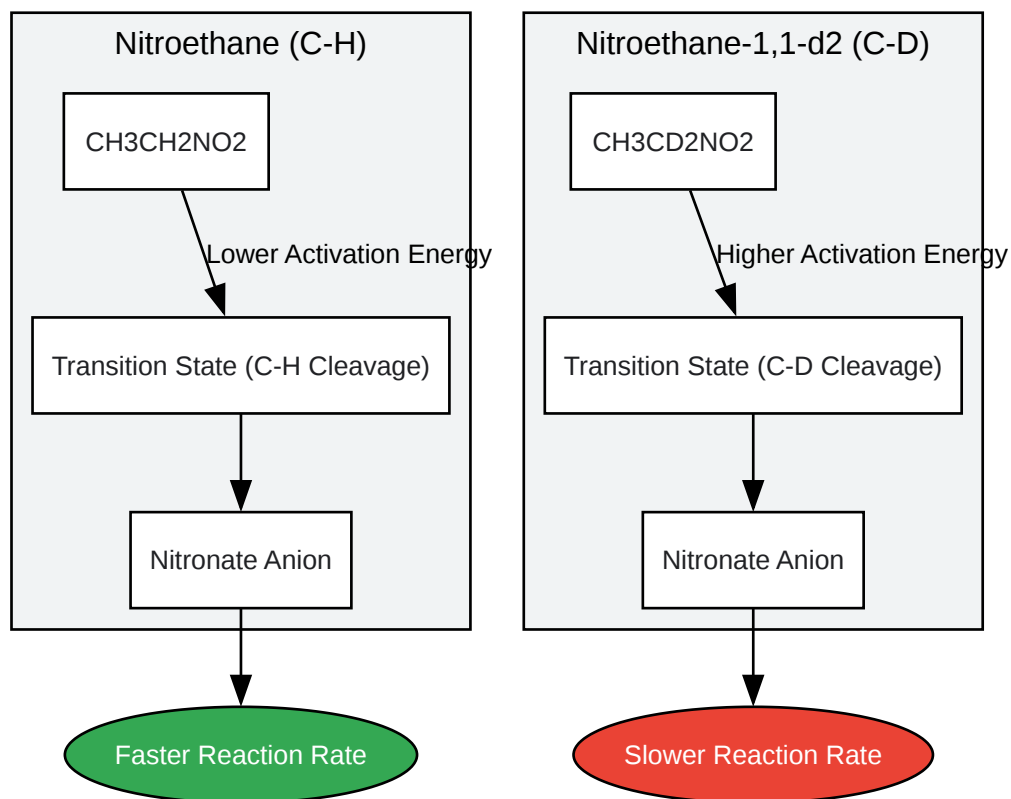 Nitroethane (C-H)
CH3CH2NO2
Lower Activation Energy
Transition State (C-H Cleavage)
Nitronate Anion
Faster Reaction Rate
Nitroethane-1,1-d2 (C-D)
CH3CD2NO2
Higher Activation Energy
Transition State (C-D Cleavage)
Nitronate Anion
Slower Reaction Rate